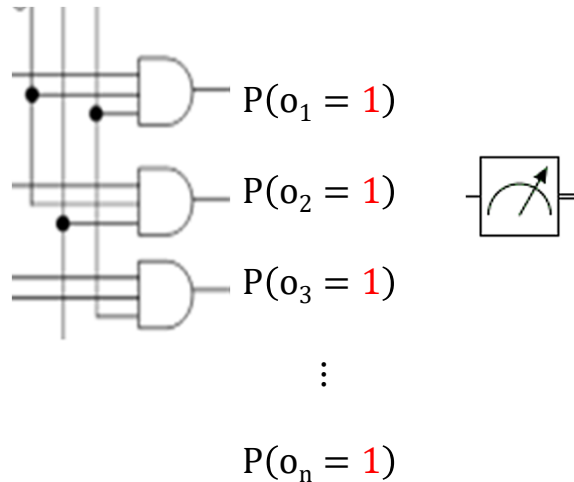 P(o₁ = 1)
P(o₂ = 1)
P(o₃ = 1)
⋮
P(oₙ = 1)